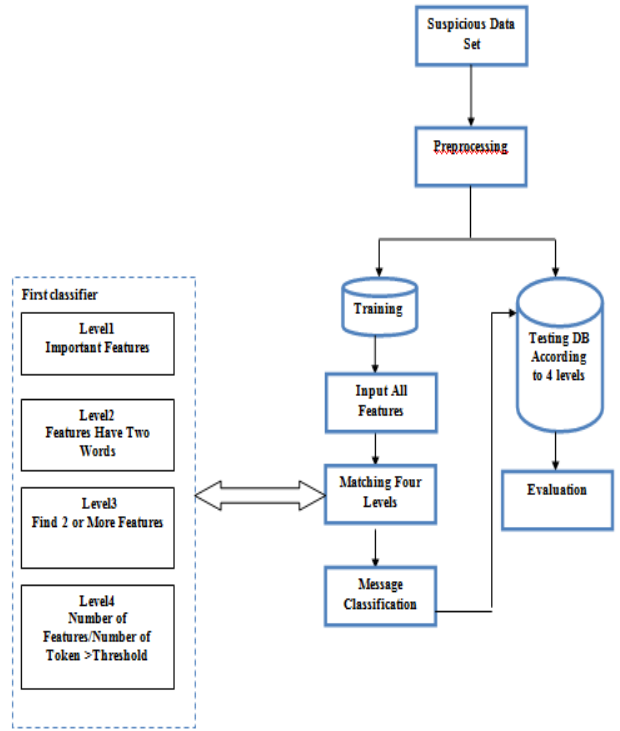 Suspicious Data
Set
Preprocessing
First classifier
Level1
Important Features
Level2
Features Have Two
Words
Level3
Find 2 or More Features
Level4
Number of
Features/Number of
Token >Threshold
Training
Input All
Features
Matching Four
Levels
Message
Classification
Testing DB
According
to 4 levels
Evaluation